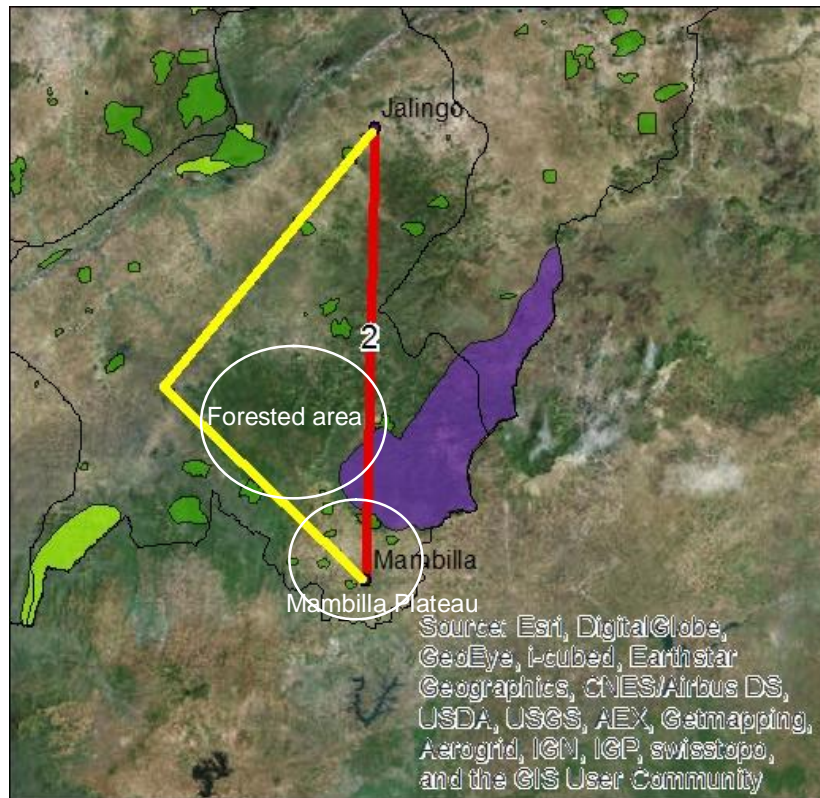 Jalingo
2
Forested area
Mambilla
Mambilla Plateau
Source: Esri, DigitalGlobe,
GeoEye, i-cubed, Earthstar
Geographics, CNES/Airbus DS,
USDA, USGS, AEX, Getmapping,
Aerogrid, IGN, IGP, swisstopo,
and the GIS User Community